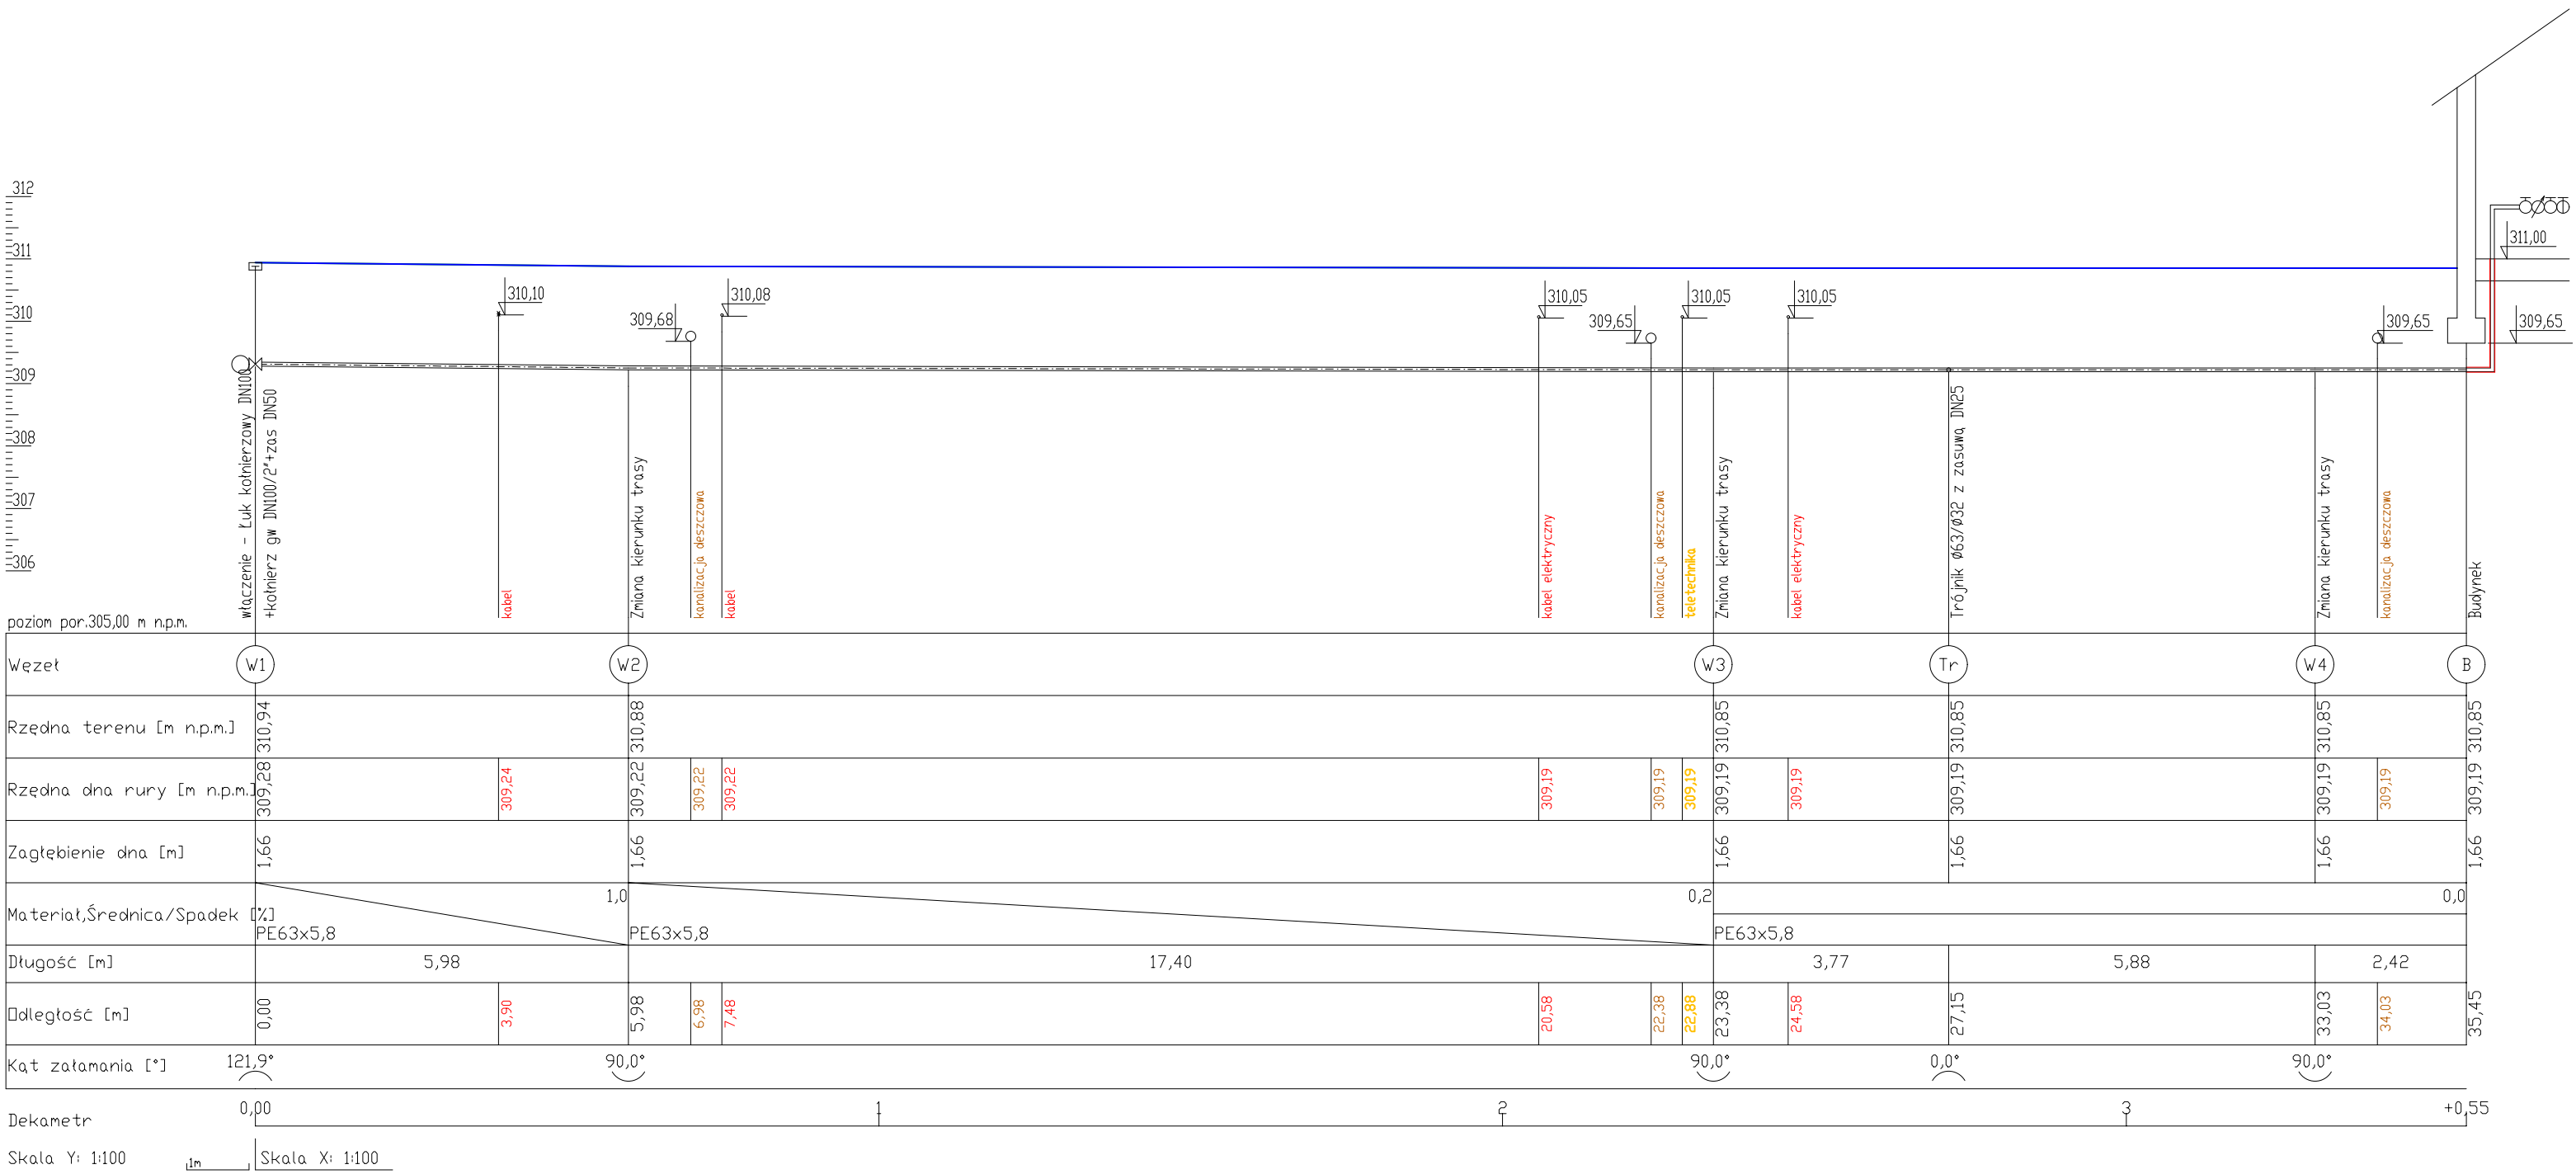 312
311
310
309
308
307
306
310,10
309,68
310,08
310,05
309,65
310,05
310,05
309,65
311,00
309,65
włączenie - Łuk kołnierzowy DN100
+kołnierz gw DN100/2"+zas DN50
kabel
Zmiana kierunku trasy
kanalizacja deszczowa
kabel
kabel elektryczny
kanalizacja deszczowa
teletechnika
Zmiana kierunku trasy
kabel elektryczny
Trójnik Ø63/Ø32 z zasuwą DN25
Zmiana kierunku trasy
kanalizacja deszczowa
Budynek
poziom por.305,00 m n.p.m.
Węzeł W1 W2 W3 Tr W4 B
Rzędna terenu [m n.p.m.] 310,94 310,88 310,85 310,85 310,85 310,85
Rzędna dna rury [m n.p.m.] 309,28 309,24 309,22 309,22 309,22 309,19 309,19 309,19 309,19 309,19 309,19 309,19 309,19 309,19
Zagłębienie dna [m] 1,66 1,66 1,66 1,66 1,66 1,66
1,0 0,2 0,0
Materiał,Średnica/Spadek [%]
PE63x5,8 PE63x5,8 PE63x5,8
Długość [m] 5,98 17,40 3,77 5,88 2,42
Odległość [m] 0,00 3,90 5,98 6,98 7,48 20,58 22,38 22,88 23,38 24,58 27,15 33,03 34,03 35,45
Kąt załamania [°] 121,9° 90,0° 90,0° 0,0° 90,0°
0,00 1 2 3 +0,55
Dekametr
Skala Y: 1:100 1m Skala X: 1:100